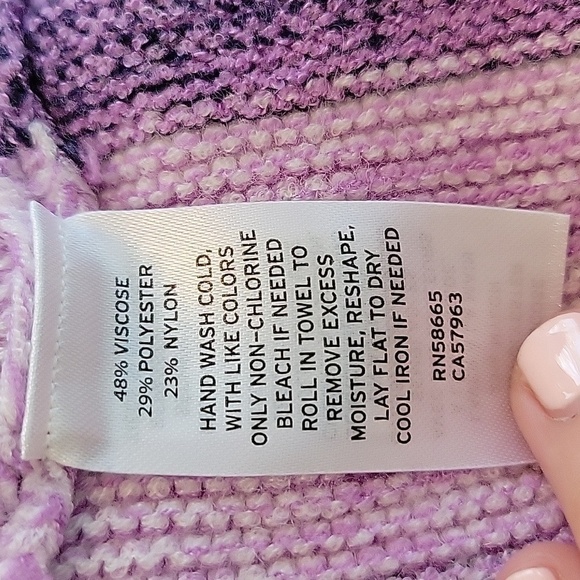 48% VISCOSE
29% POLYESTER
23% NYLON
HAND WASH COLD,
WITH LIKE COLORS
ONLY NON-CHLORINE
BLEACH IF NEEDED
ROLL IN TOWEL TO
REMOVE EXCESS
MOISTURE, RESHAPE,
LAY FLAT TO DRY
COOL IRON IF NEEDED
RN58665
CA57963